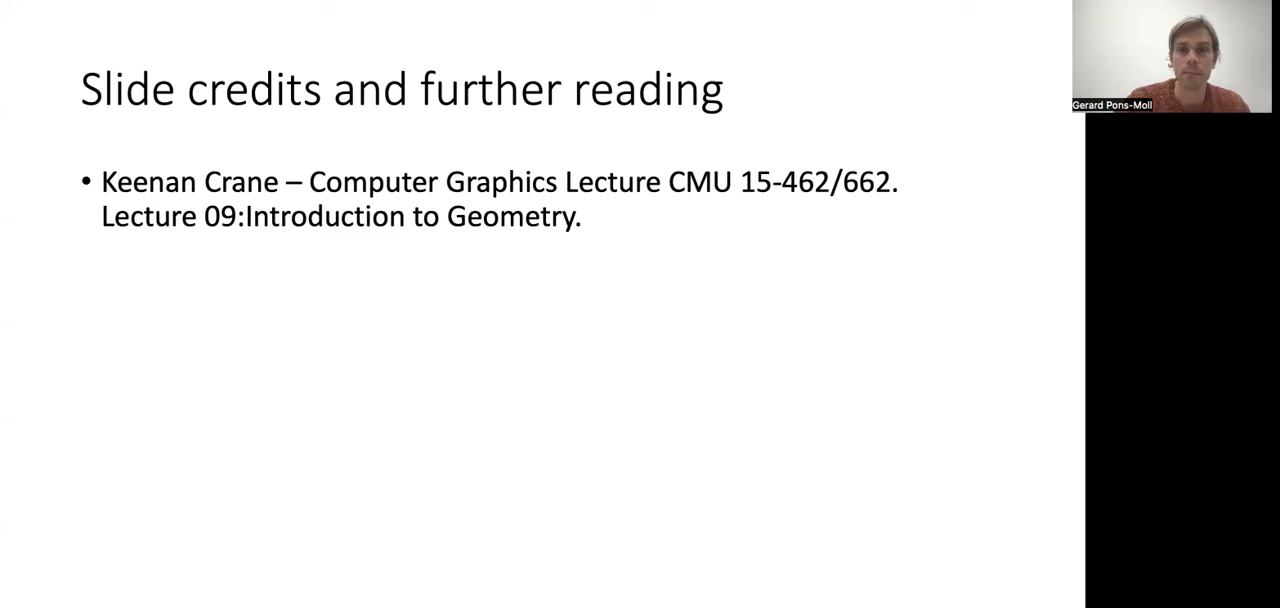 Slide credits and further reading
• Keenan Crane – Computer Graphics Lecture CMU 15-462/662.
Lecture 09:Introduction to Geometry.
Gerard Pons-Moll